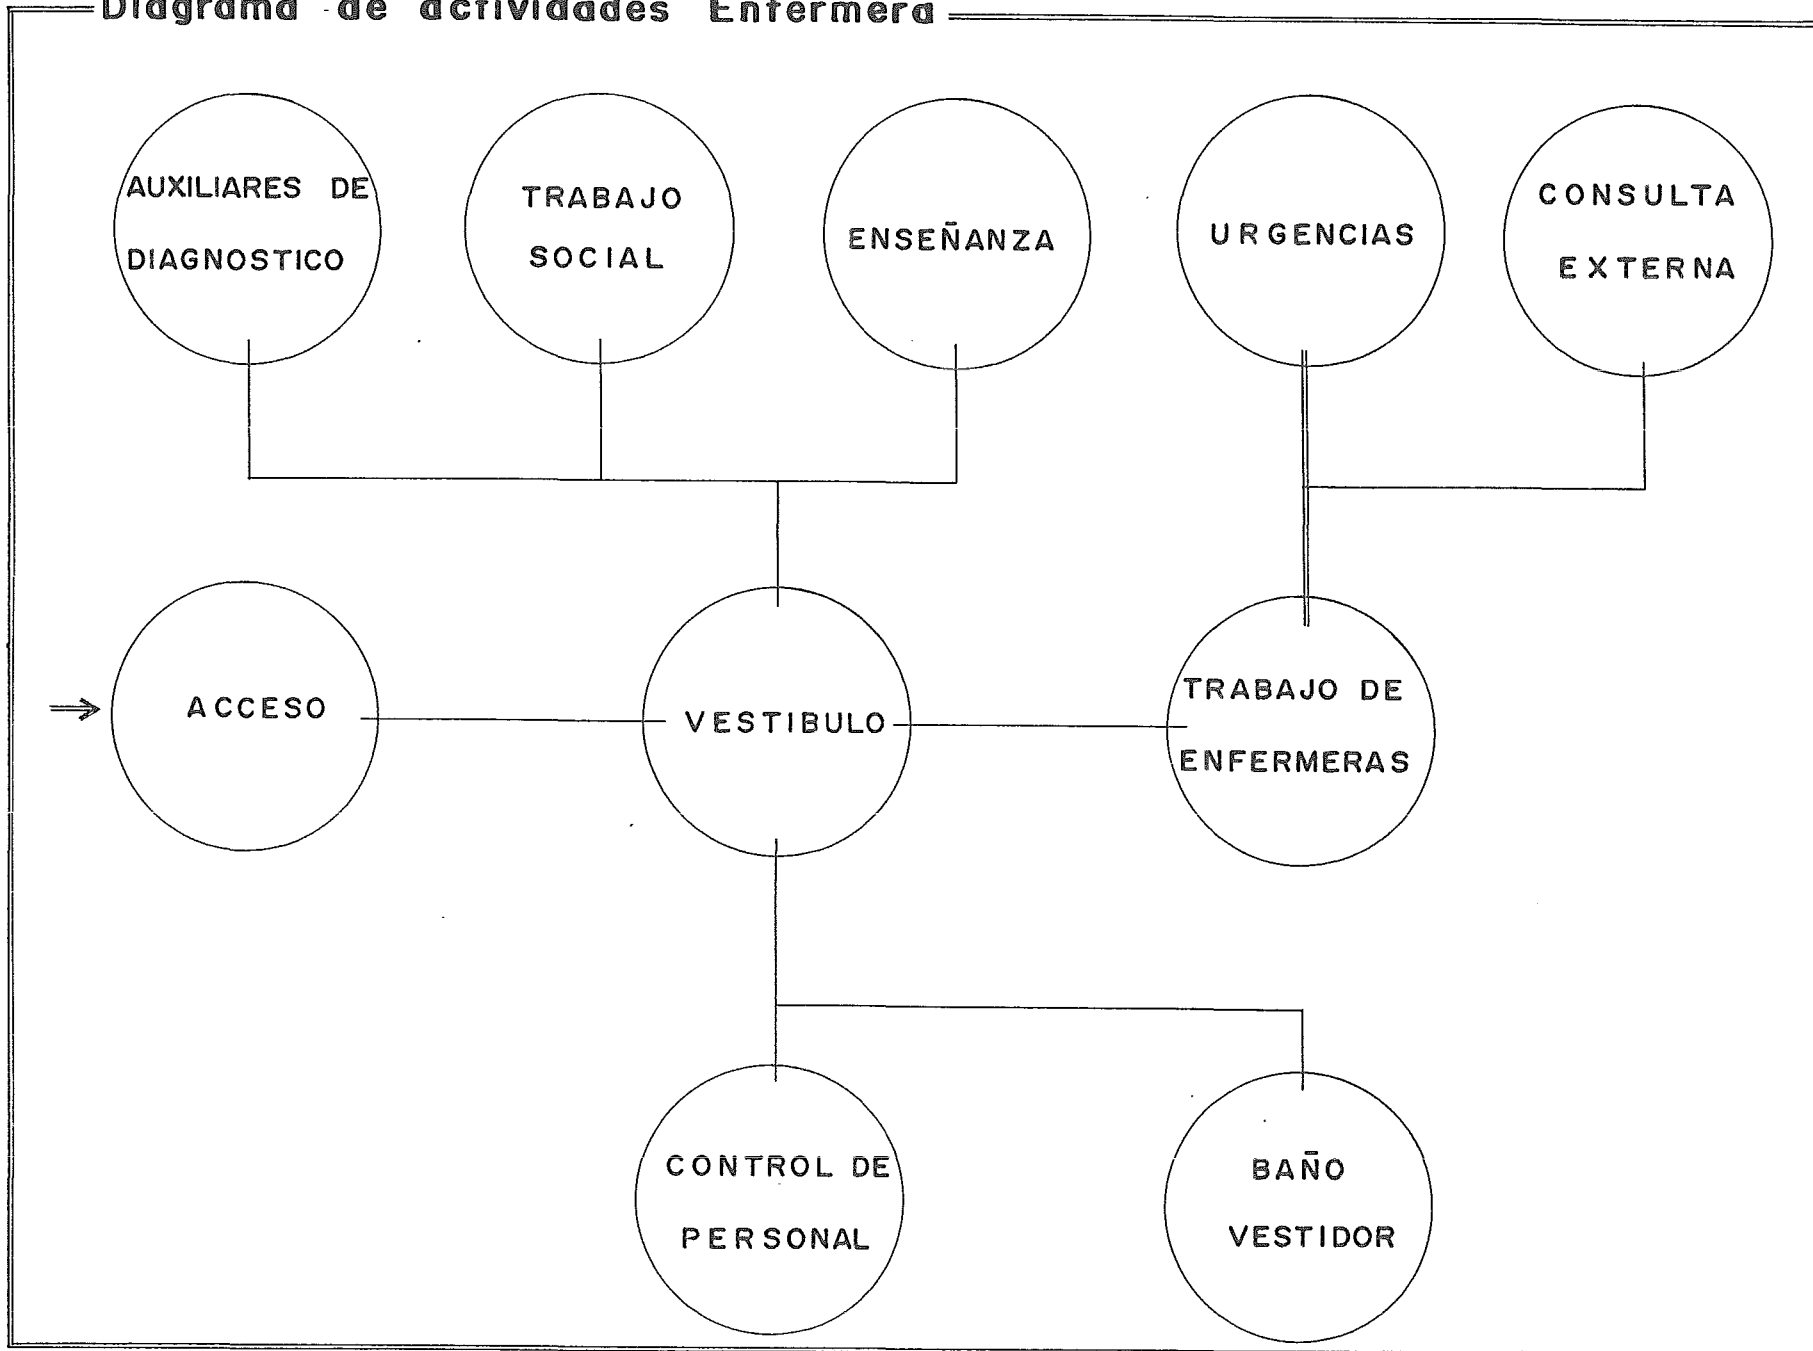 Diagrama de actividades Enfermera
AUXILIARES DE
DIAGNOSTICO
TRABAJO
SOCIAL
ENSEÑANZA
URGENCIAS
CONSULTA
EXTERNA
ACCESO
VESTIBULO
TRABAJO DE
ENFERMERAS
CONTROL DE
PERSONAL
BAÑO
VESTIDOR